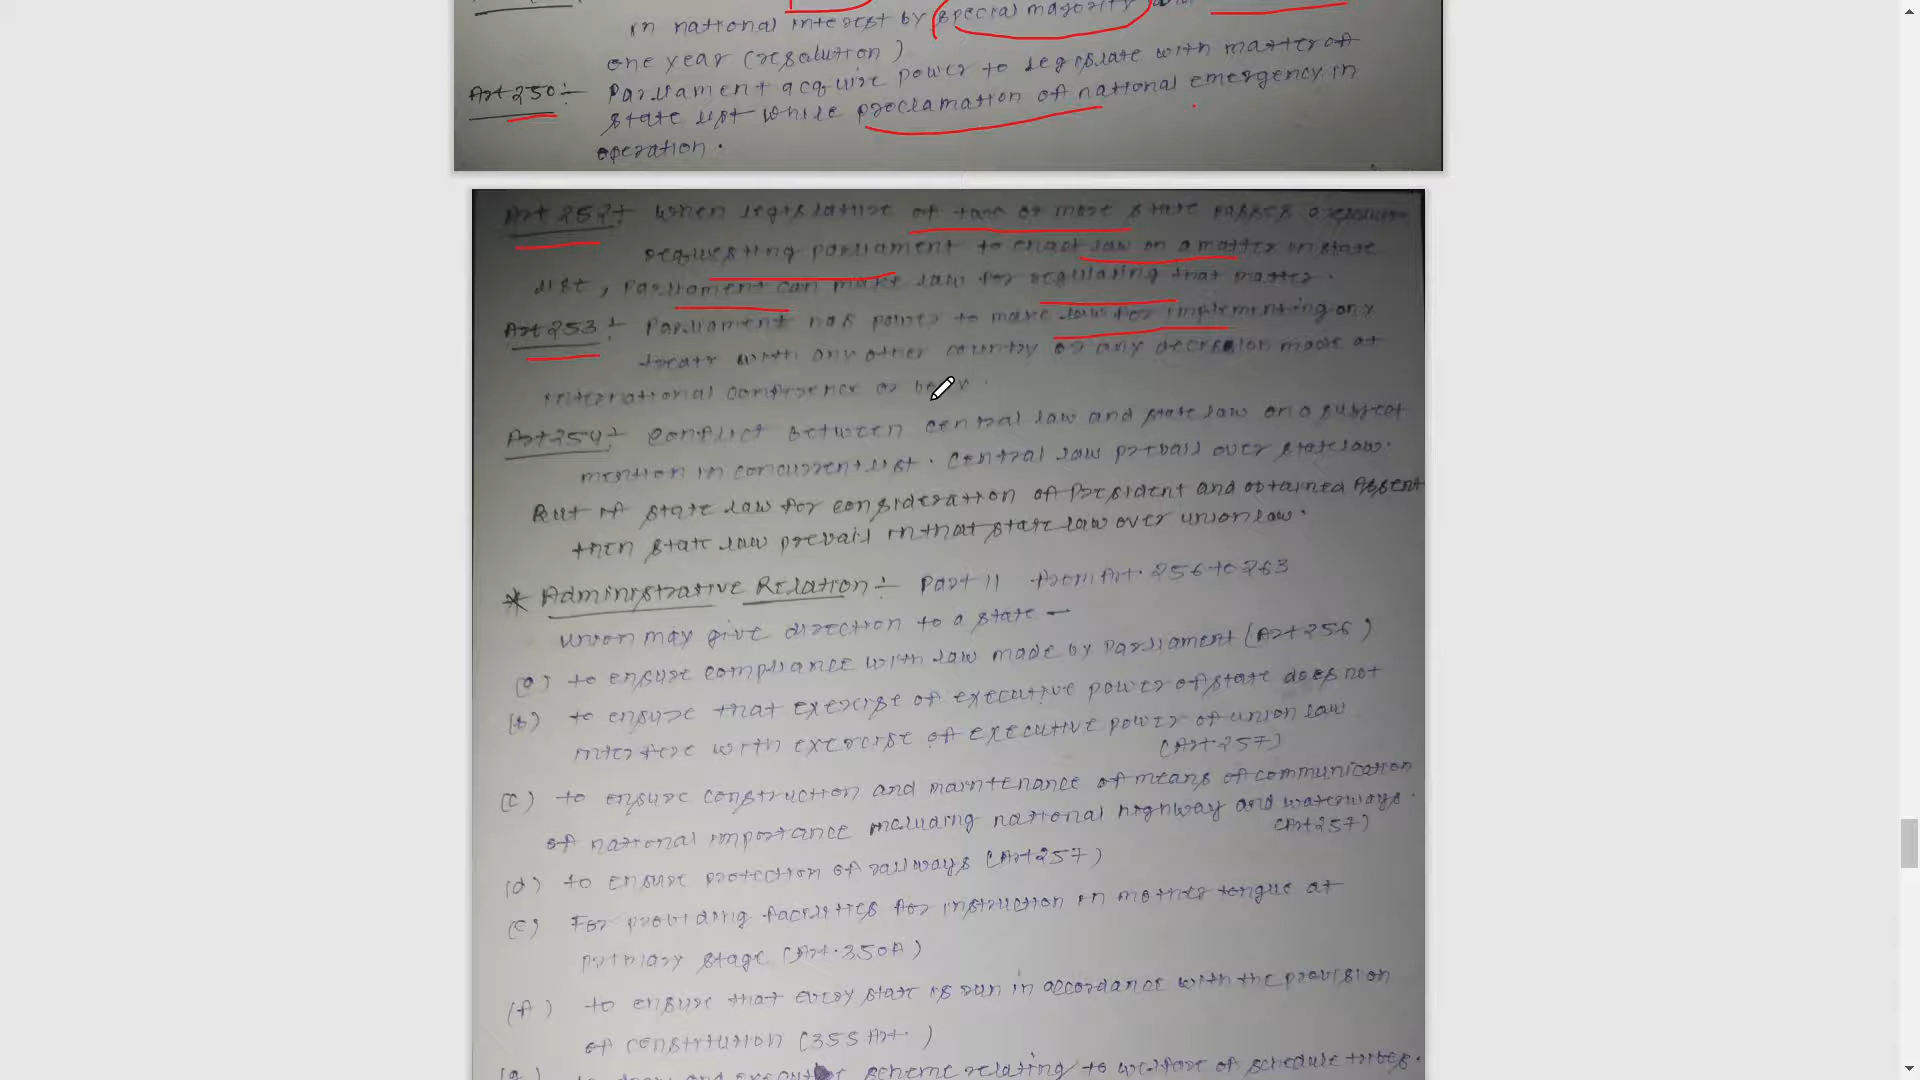 in national interest by special majority and
one year (resolution)
Art 250 :- Parliament acquire power to legislate with matter of
state list while proclamation of national emergency in
operation.
Art 252 :- when legislative of two or more state passes a resolution
requesting parliament to enact law on a matter in state
list, Parliament can make law for regulating that matter.
Art 253 :- Parliament has power to make law for implementing any
treaty with any other country or any decision made at
international conference or body.
Art 254 :- conflict between central law and state law on a subject
mention in concurrent list. Central law prevail over state law.
But if state law for consideration of President and obtained Assent
then state law prevail in that state law over union law.
* Administrative Relation :- Part 11 from Art. 256 to 263
union may give direction to a state -
(a) to ensure compliance with law made by Parliament (Art 256)
(b) to ensure that exercise of executive power of state does not
interfere with exercise of executive power of union law
(Art. 257)
(c) to ensure construction and maintenance of means of communication
of national importance including national highway and waterways.
(Art 257)
(d) to ensure protection of railways (Art 257)
(e) For providing facilities for instruction in mother tongue at
primary stage (Art. 350A)
(f) to ensure that every state is run in accordance with the provision
of constitution (355 Art.)
scheme relating to welfare of schedule tribes.